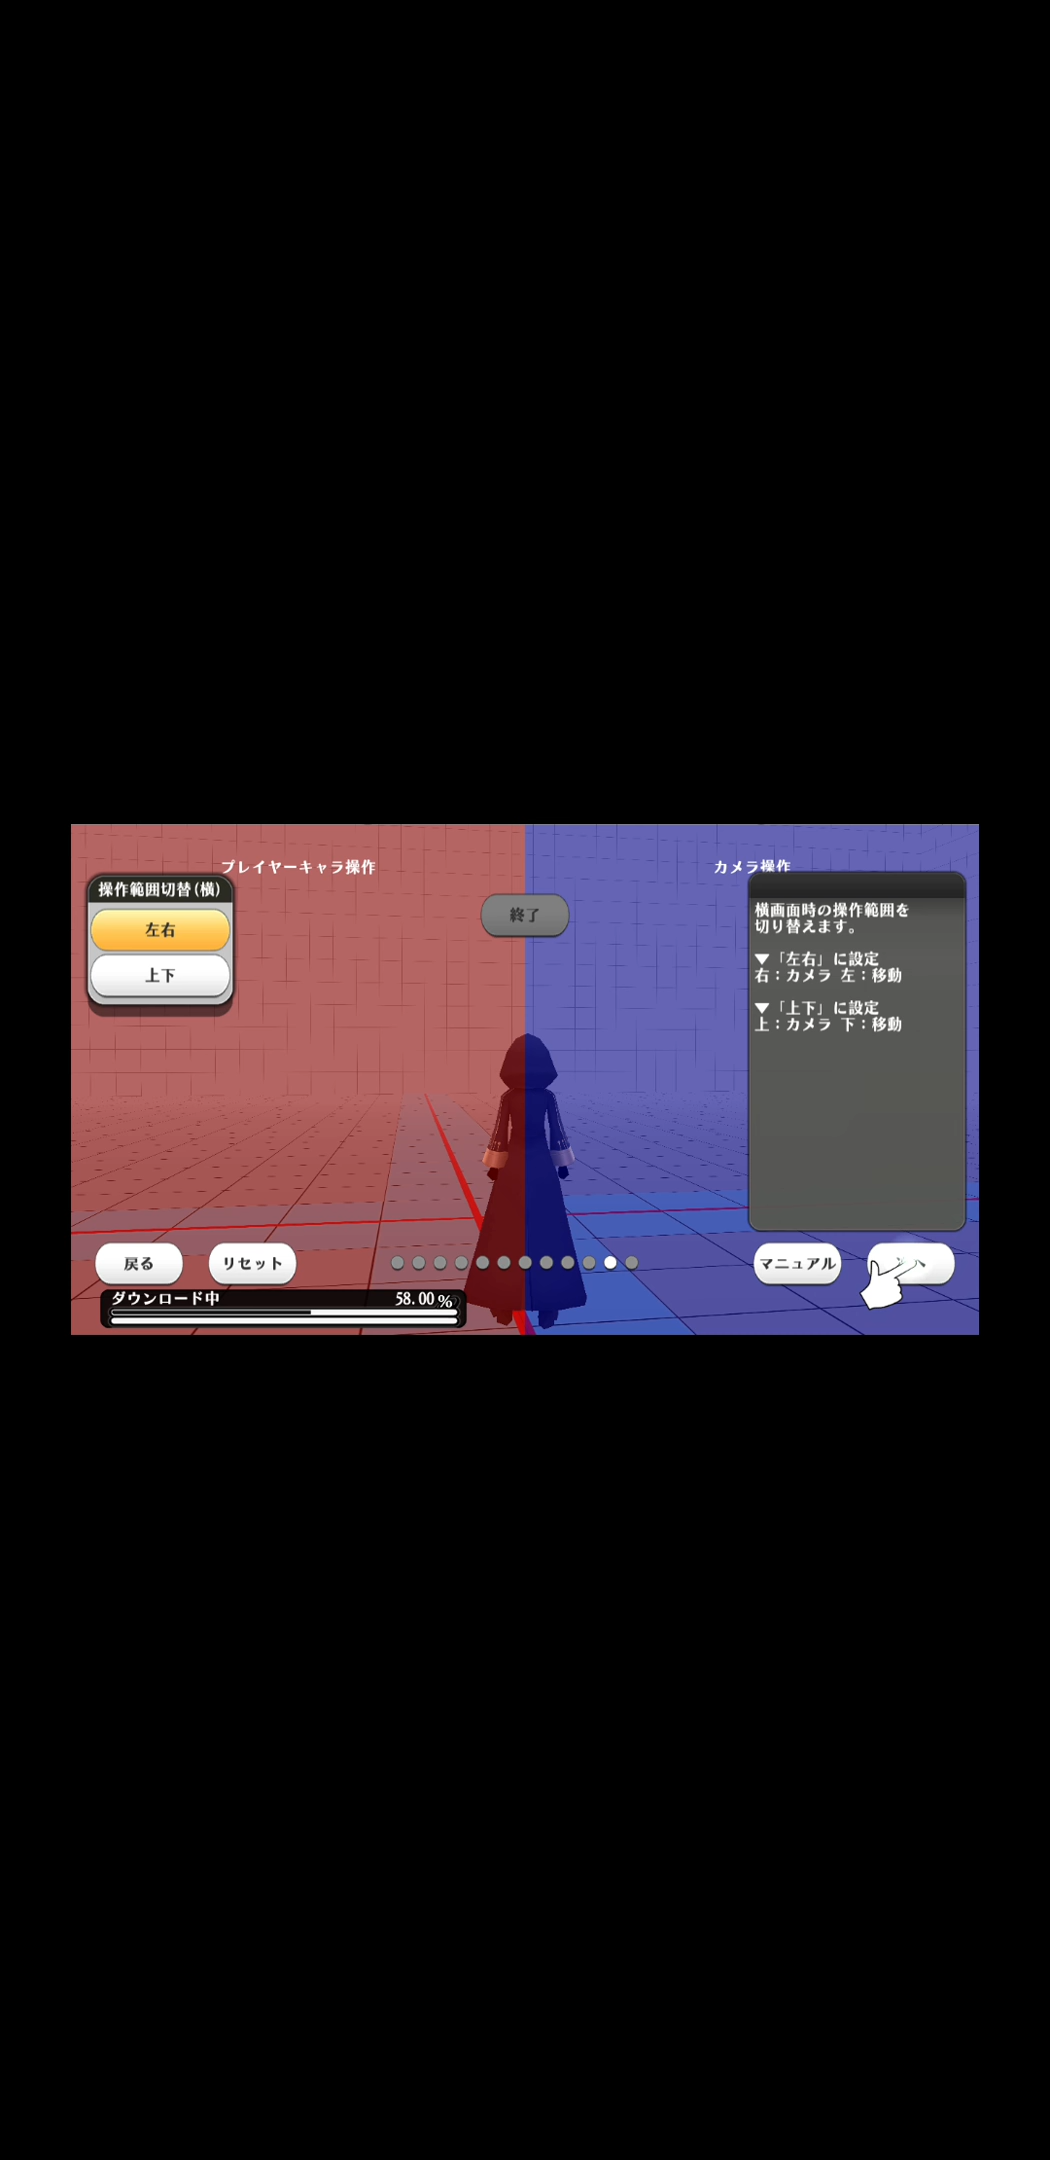 プレイヤーキャラ操作
カメラ操作
操作範囲切替(横)
左右
上下
終了
横画面時の操作範囲を
切り替えます。
▼「左右」に設定
右:カメラ 左:移動
▼「上下」に設定
上:カメラ 下:移動
戻る
リセット
マニュアル
ダウンロード中
58.00%